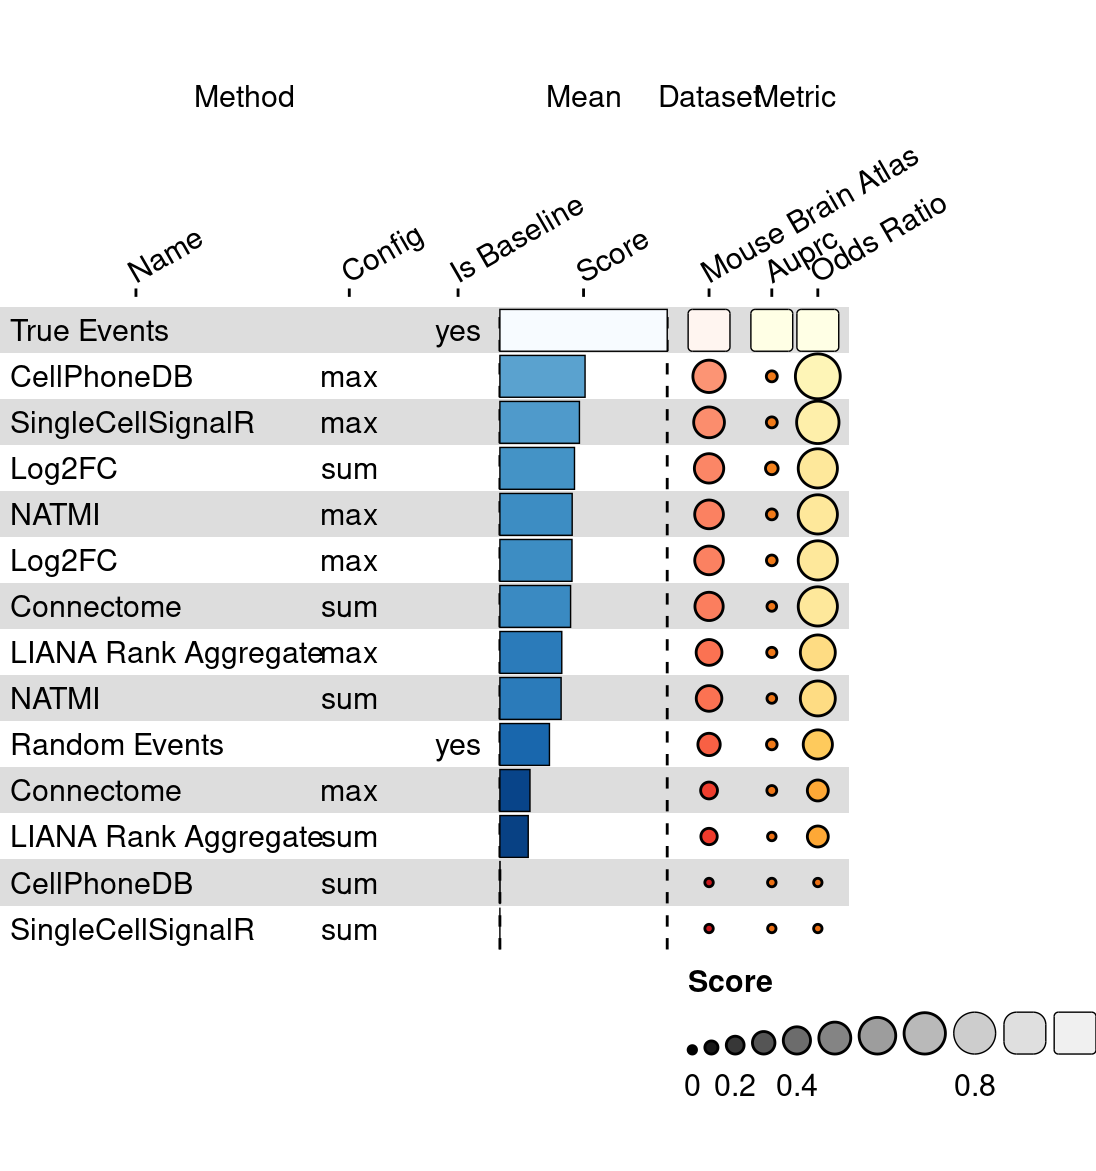 Method Mean Dataset Metric
Name Config Is Baseline Score Mouse Brain Atlas Auprc Odds Ratio
True Events yes
CellPhoneDB max
SingleCellSignalR max
Log2FC sum
NATMI max
Log2FC max
Connectome sum
LIANA Rank Aggregate max
NATMI sum
Random Events yes
Connectome max
LIANA Rank Aggregate sum
CellPhoneDB sum
SingleCellSignalR sum
Score
0 0.2 0.4 0.8